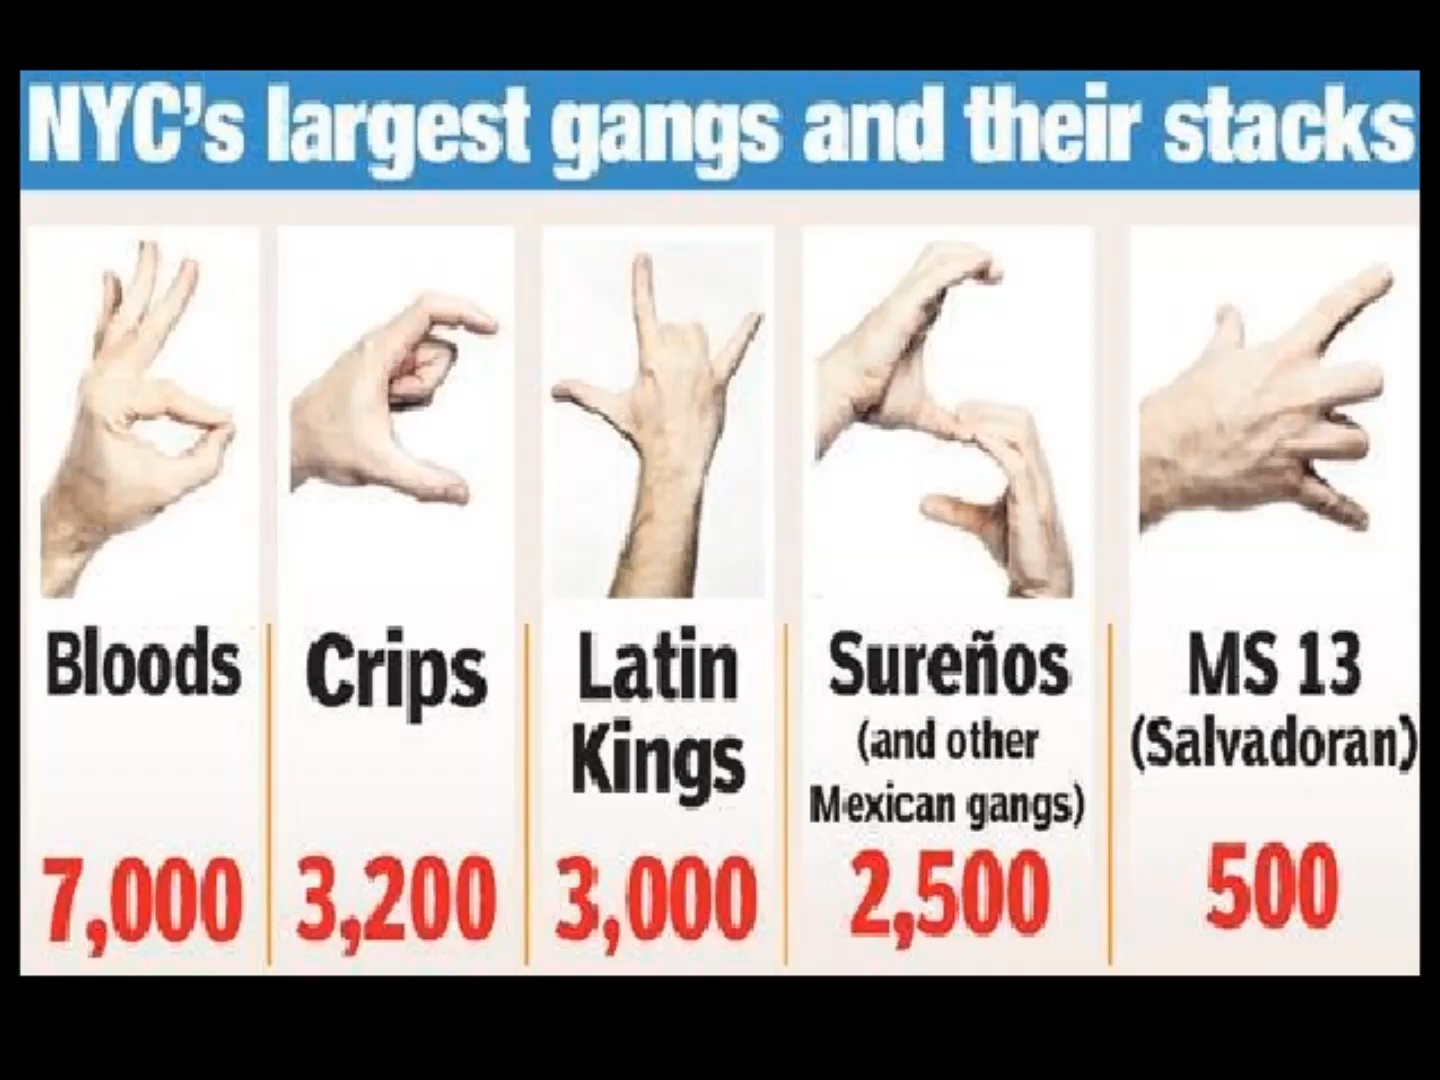 NYC's largest gangs and their stacks
Bloods
7,000
Crips
3,200
Latin
Kings
3,000
Sureños
(and other
Mexican gangs)
2,500
MS 13
(Salvadoran)
500